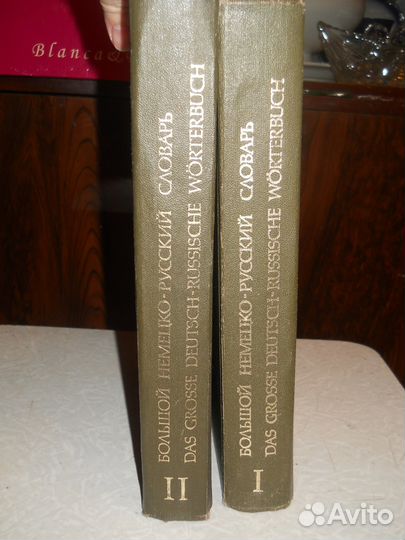 Blanca&
БОЛЬШОЙ НЕМЕЦКО-РУССКИЙ СЛОВАРЬ
DAS GROSSE DEUTSCH-RUSSISCHE WÖRTERBUCH
II
БОЛЬШОЙ НЕМЕЦКО-РУССКИЙ СЛОВАРЬ
DAS GROSSE DEUTSCH-RUSSISCHE WÖRTERBUCH
I
Avito